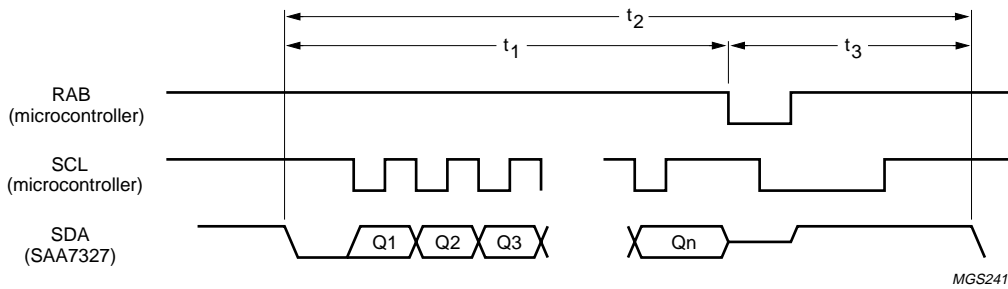 t2
t1
t3
RAB
(microcontroller)
SCL
(microcontroller)
SDA
(SAA7327)
Q1
Q2
Q3
Qn
MGS241